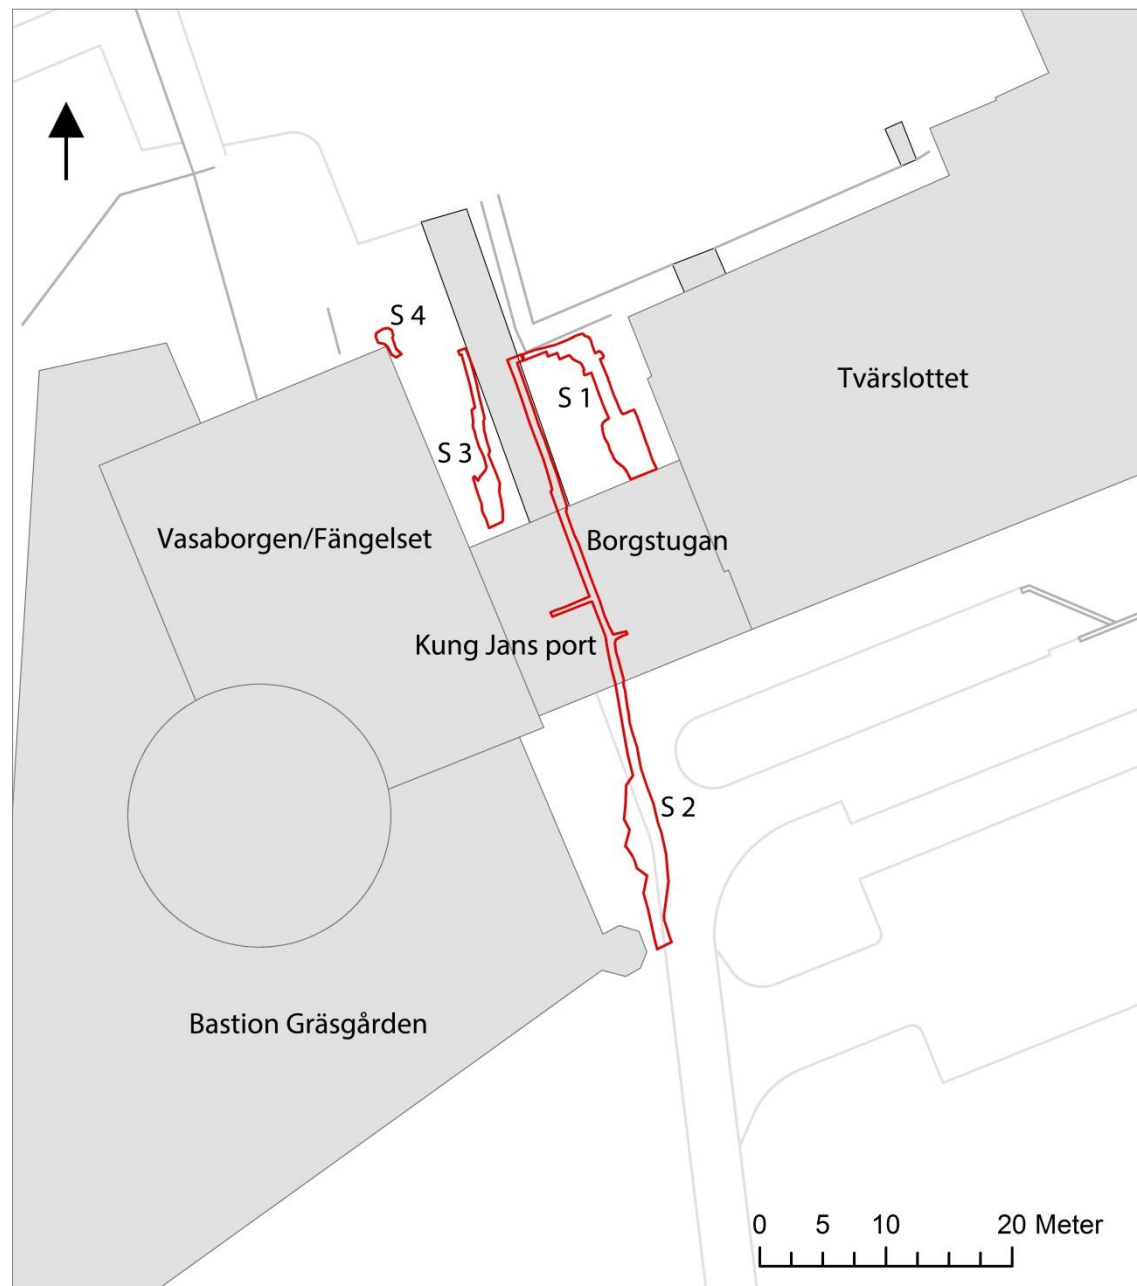 S 4
Tvärslottet
S 1
S 3
Vasaborgen/Fängelset
Borgstugan
Kung Jans port
S 2
Bastion Gräsgården
0 5 10 20 Meter